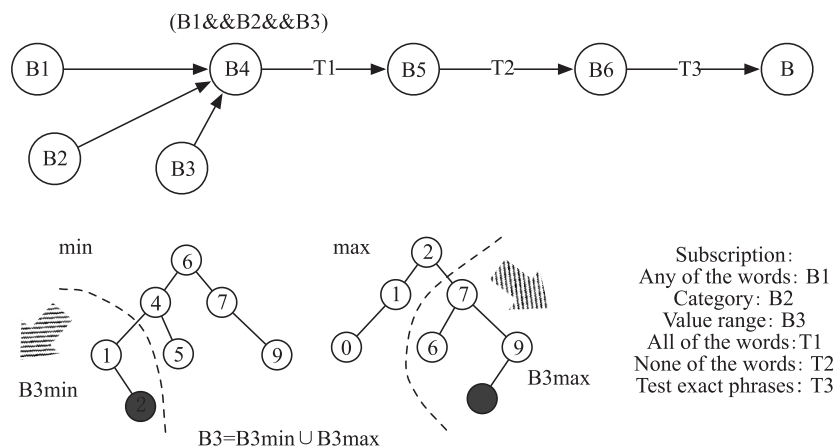 (B1&&B2&&B3)
B1
B4
T1
B5
T2
B6
T3
B
B2
B3
min
6
4
7
1
5
9
2
B3min
max
2
1
7
0
6
9
B3max
B3=B3min∪B3max
Subscription:
Any of the words: B1
Category: B2
Value range: B3
All of the words:T1
None of the words: T2
Test exact phrases: T3